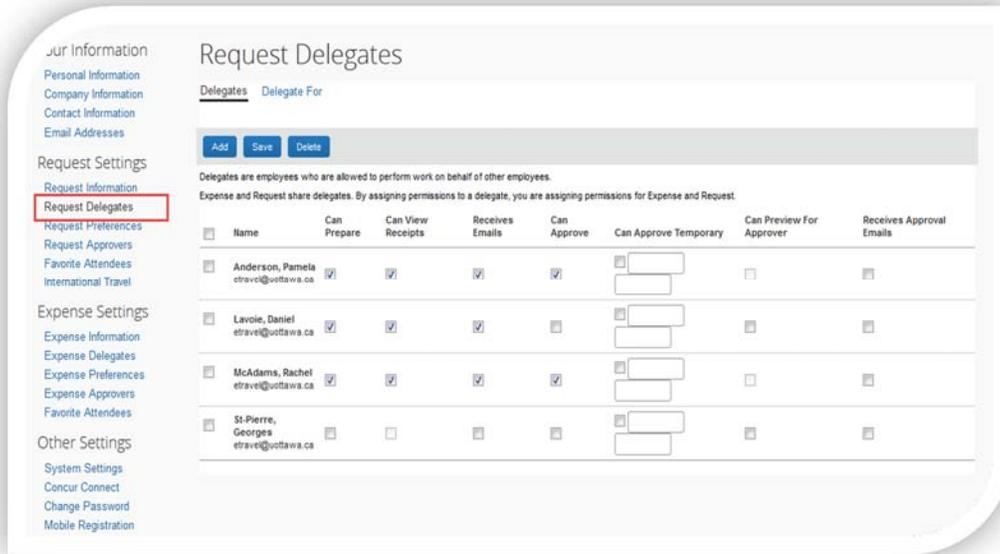 our Information
Personal Information
Company Information
Contact Information
Email Addresses
Request Settings
Request Information
Request Delegates
Request Preferences
Request Approvers
Favorite Attendees
International Travel
Expense Settings
Expense Information
Expense Delegates
Expense Preferences
Expense Approvers
Favorite Attendees
Other Settings
System Settings
Concur Connect
Change Password
Mobile Registration
Request Delegates
Delegates Delegate For
Add Save Delete
Delegates are employees who are allowed to perform work on behalf of other employees.
Expense and Request share delegates. By assigning permissions to a delegate, you are assigning permissions for Expense and Request.
Name Can Prepare Can View Receipts Receives Emails Can Approve Can Approve Temporary Can Preview For Approver Receives Approval Emails
Anderson, Pamela
etravel@uottawa.ca
Lavoie, Daniel
etravel@uottawa.ca
McAdams, Rachel
etravel@uottawa.ca
St-Pierre,
Georges
etravel@uottawa.ca